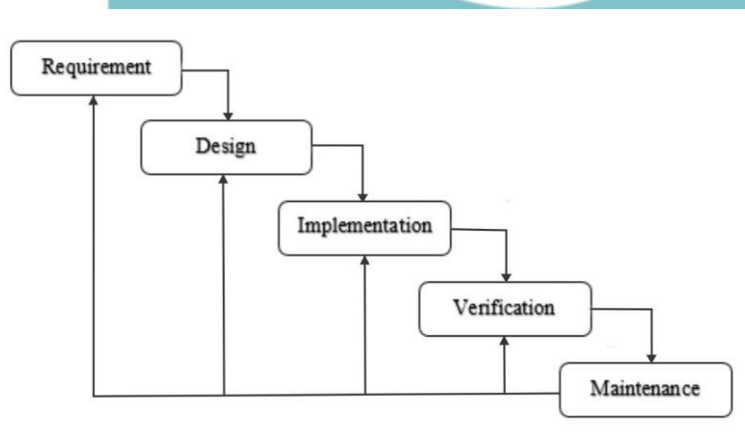 Requirement
Design
Implementation
Verification
Maintenance